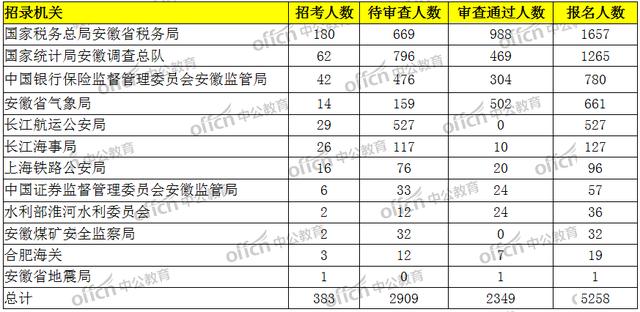 招录机关 招考人数 待审查人数 审查通过人数 报名人数
国家税务总局安徽省税务局 180 669 988 1657
国家统计局安徽调查总队 62 796 469 1265
中国银行保险监督管理委员会安徽监管局 42 476 304 780
安徽省气象局 14 159 502 661
长江航运公安局 29 527 0 527
长江海事局 26 117 10 127
上海铁路公安局 16 76 20 96
中国证券监督管理委员会安徽监管局 6 33 24 57
水利部淮河水利委员会 2 12 24 36
安徽煤矿安全监察局 2 32 0 32
合肥海关 3 12 7 19
安徽省地震局 1 0 1 1
总计 383 2909 2349 5258
offcn中公教育